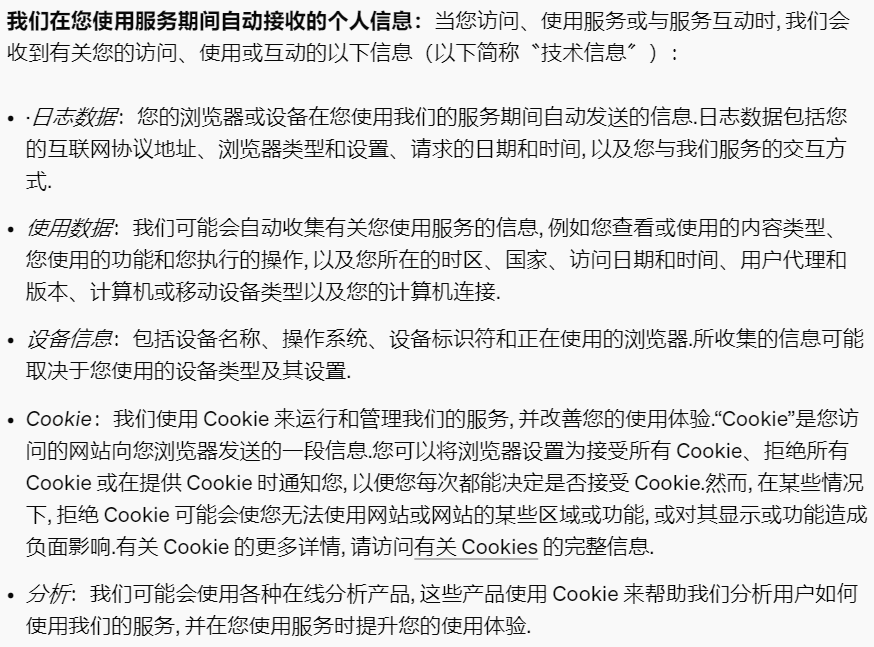 我们在您使用服务期间自动接收的个人信息：当您访问、使用服务或与服务互动时, 我们会
收到有关您的访问、使用或互动的以下信息（以下简称〝技术信息〞）:
• ·日志数据：您的浏览器或设备在您使用我们的服务期间自动发送的信息.日志数据包括您
的互联网协议地址、浏览器类型和设置、请求的日期和时间, 以及您与我们服务的交互方
式.
• 使用数据：我们可能会自动收集有关您使用服务的信息, 例如您查看或使用的内容类型、
您使用的功能和您执行的操作, 以及您所在的时区、国家、访问日期和时间、用户代理和
版本、计算机或移动设备类型以及您的计算机连接.
• 设备信息：包括设备名称、操作系统、设备标识符和正在使用的浏览器.所收集的信息可能
取决于您使用的设备类型及其设置.
• Cookie：我们使用 Cookie 来运行和管理我们的服务, 并改善您的使用体验.“Cookie”是您访
问的网站向您浏览器发送的一段信息.您可以将浏览器设置为接受所有 Cookie、拒绝所有
Cookie 或在提供 Cookie 时通知您, 以便您每次都能决定是否接受 Cookie.然而, 在某些情况
下, 拒绝 Cookie 可能会使您无法使用网站或网站的某些区域或功能, 或对其显示或功能造成
负面影响.有关 Cookie 的更多详情, 请访问有关 Cookies 的完整信息.
• 分析：我们可能会使用各种在线分析产品, 这些产品使用 Cookie 来帮助我们分析用户如何
使用我们的服务, 并在您使用服务时提升您的使用体验.